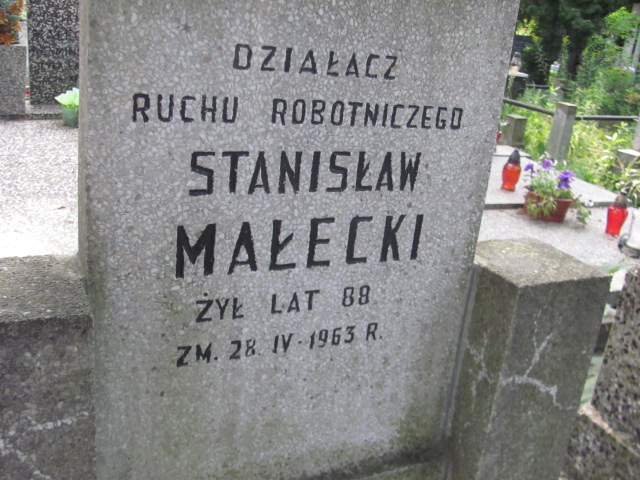 DZIAŁACZ
RUCHU ROBOTNICZEGO
STANISŁAW
MAŁECKI
ŻYŁ LAT 88
ZM. 28. IV-1963 R.